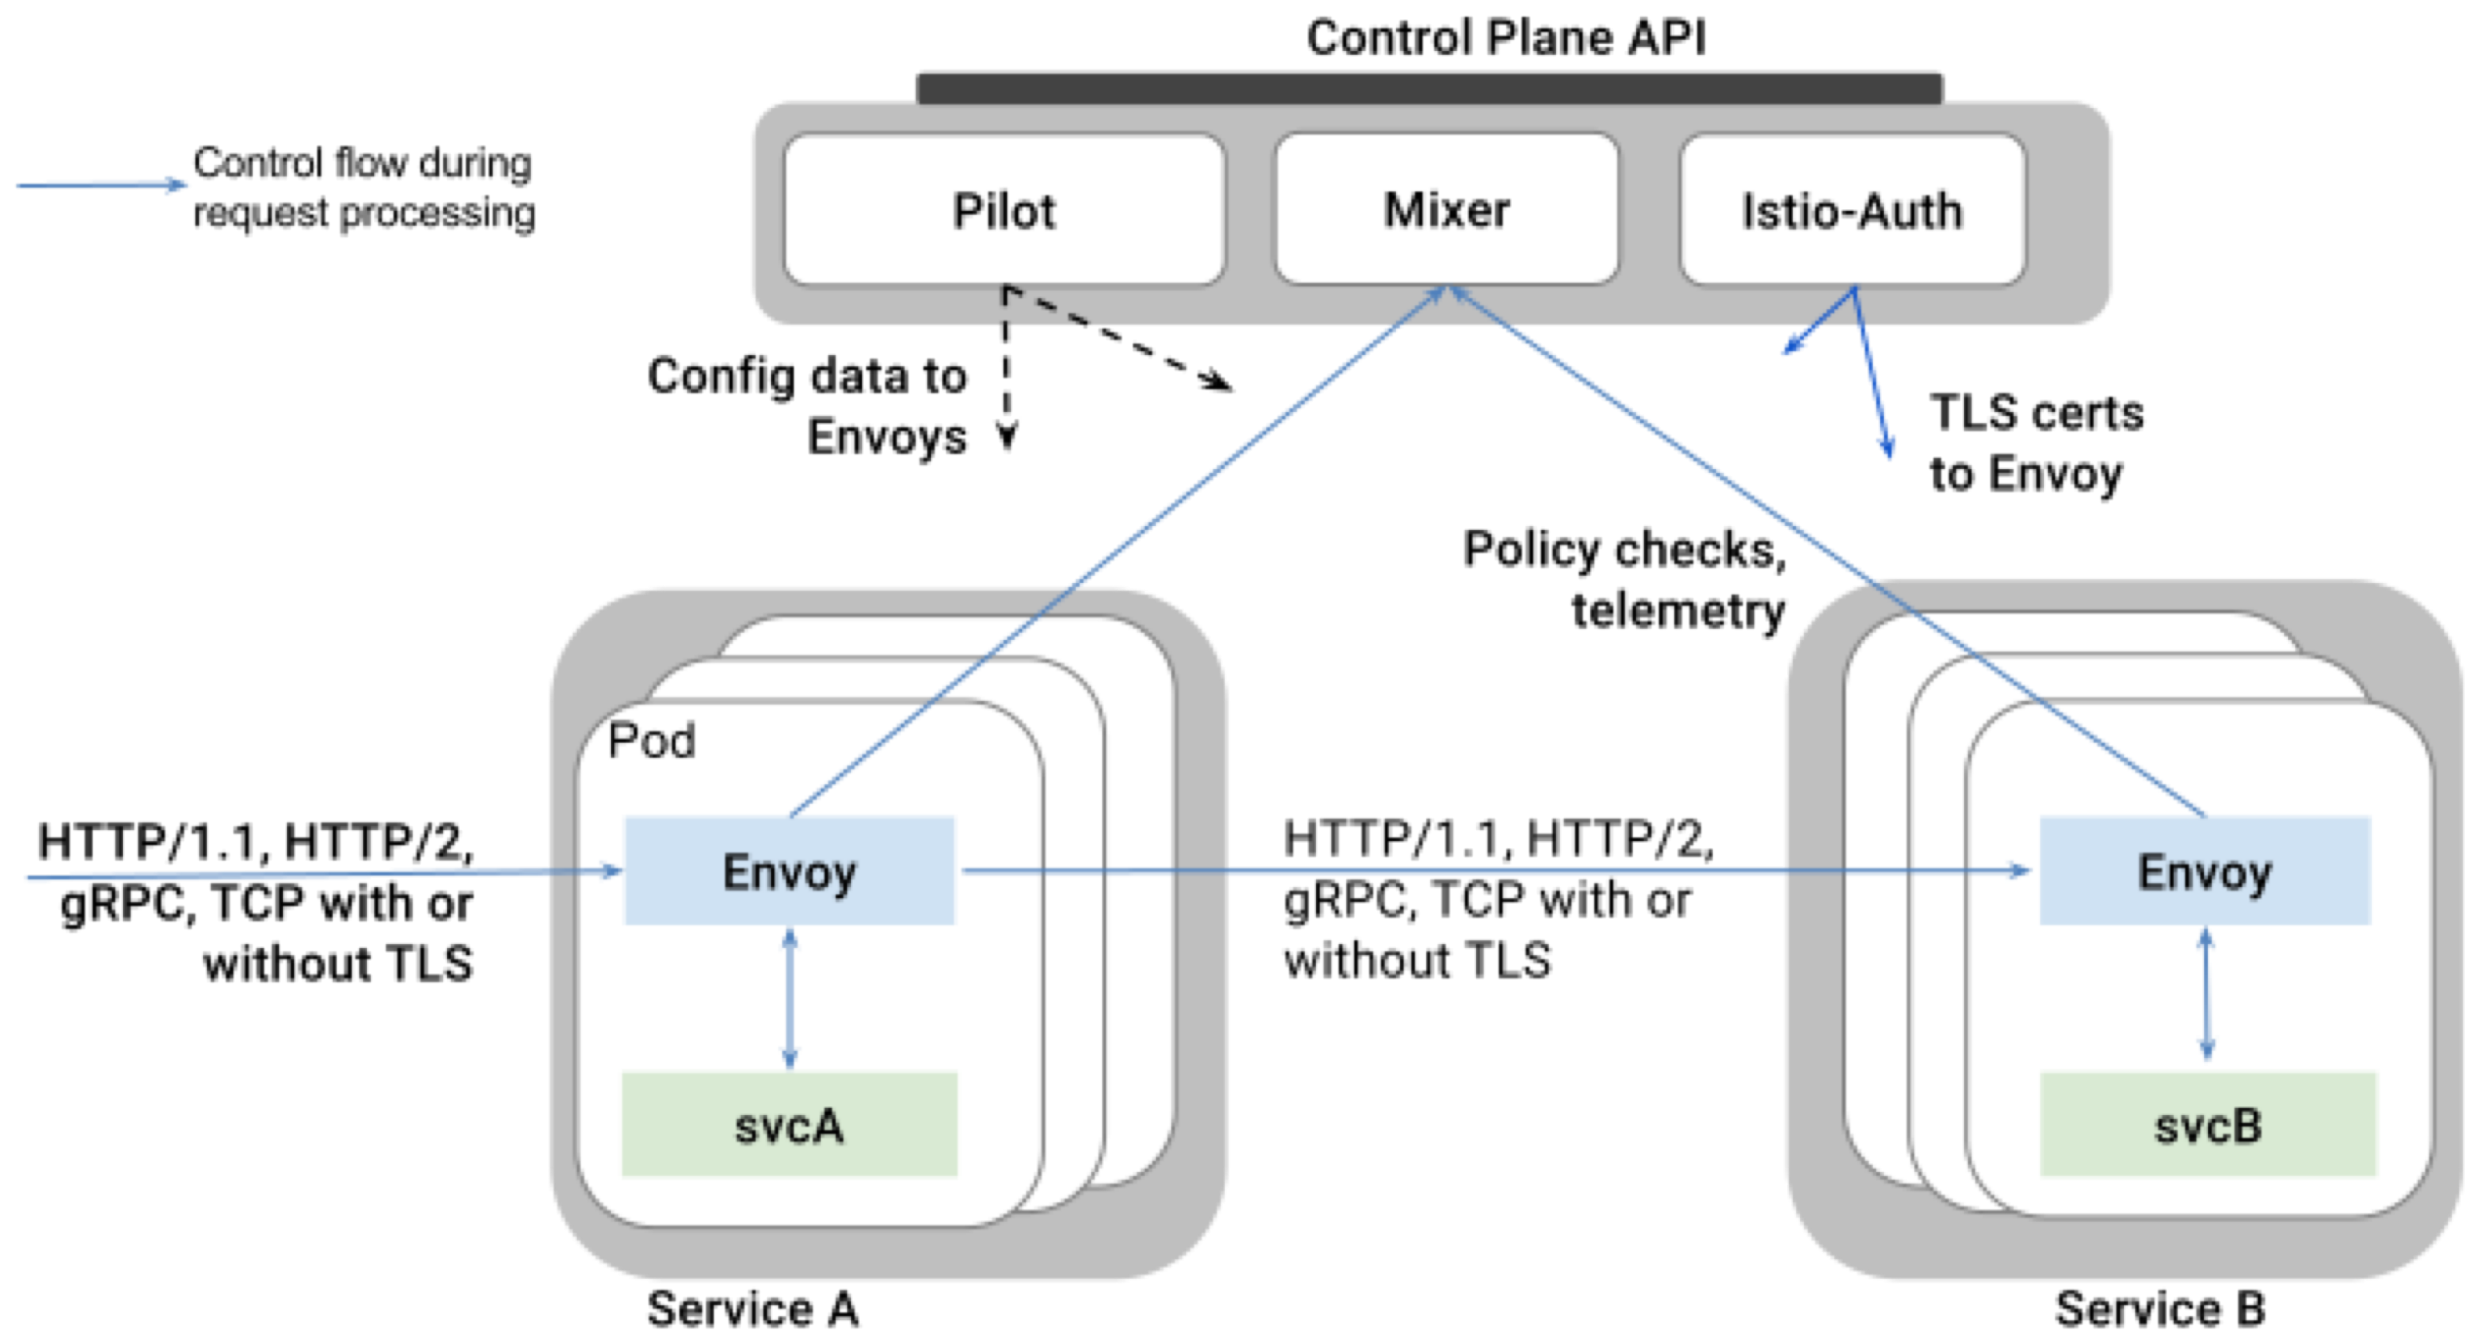 Control Plane API
Control flow during
request processing
Pilot
Mixer
Istio-Auth
Config data to
Envoys
TLS certs
to Envoy
Policy checks,
telemetry
Pod
HTTP/1.1, HTTP/2,
gRPC, TCP with or
without TLS
Envoy
HTTP/1.1, HTTP/2,
gRPC, TCP with or
without TLS
Envoy
svcA
svcB
Service A
Service B